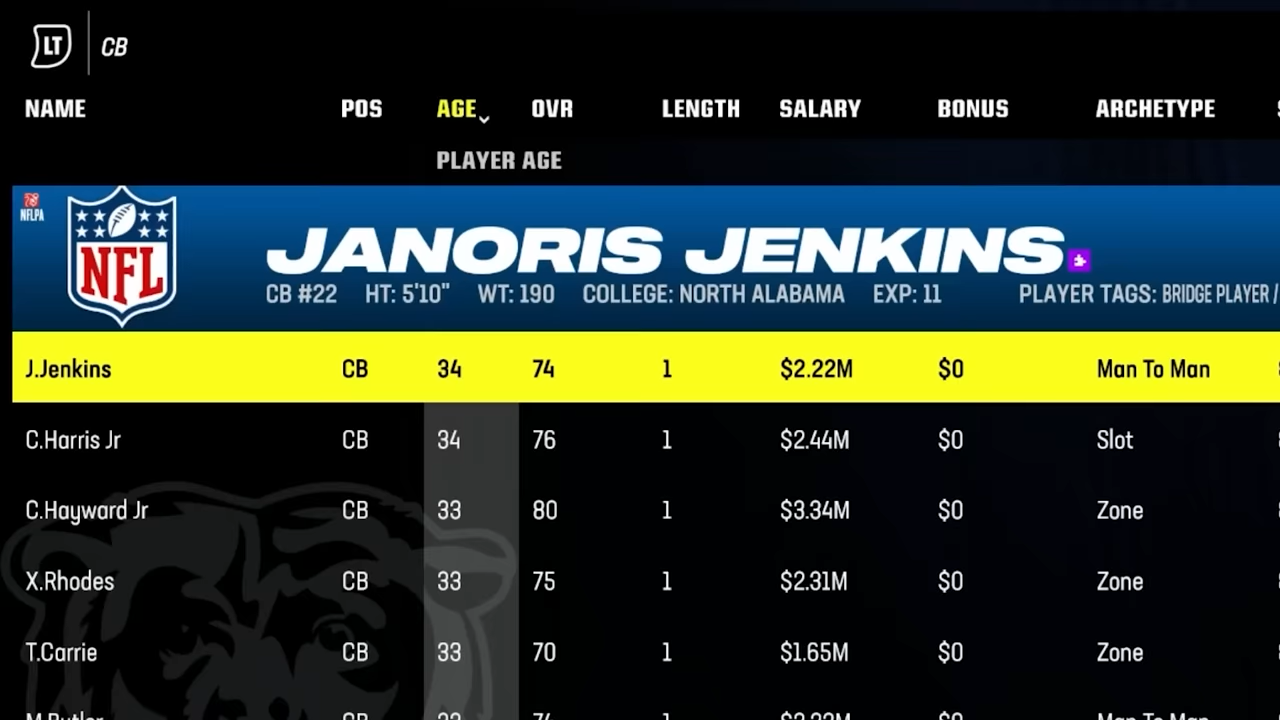 LT CB
NAME POS AGE OVR LENGTH SALARY BONUS ARCHETYPE
PLAYER AGE
NFLPA
NFL
JANORIS JENKINS
CB #22 HT: 5'10" WT: 190 COLLEGE: NORTH ALABAMA EXP: 11 PLAYER TAGS: BRIDGE PLAYER /
J.Jenkins CB 34 74 1 $2.22M $0 Man To Man
C.Harris Jr CB 34 76 1 $2.44M $0 Slot
C.Hayward Jr CB 33 80 1 $3.34M $0 Zone
X.Rhodes CB 33 75 1 $2.31M $0 Zone
T.Carrie CB 33 70 1 $1.65M $0 Zone